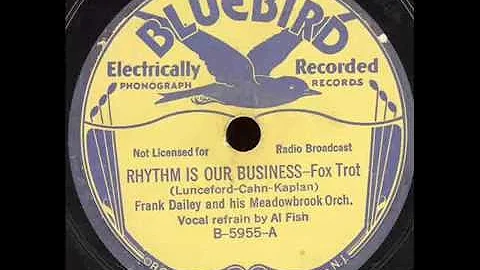 BLUEBIRD
Electrically Recorded
PHONOGRAPH RECORDS
Not Licensed for Radio Broadcast
RHYTHM IS OUR BUSINESS-Fox Trot
(Lunceford-Cahn-Kaplan)
Frank Dailey and his Meadowbrook Orch.
Vocal refrain by Al Fish
B-5955-A
N.J.